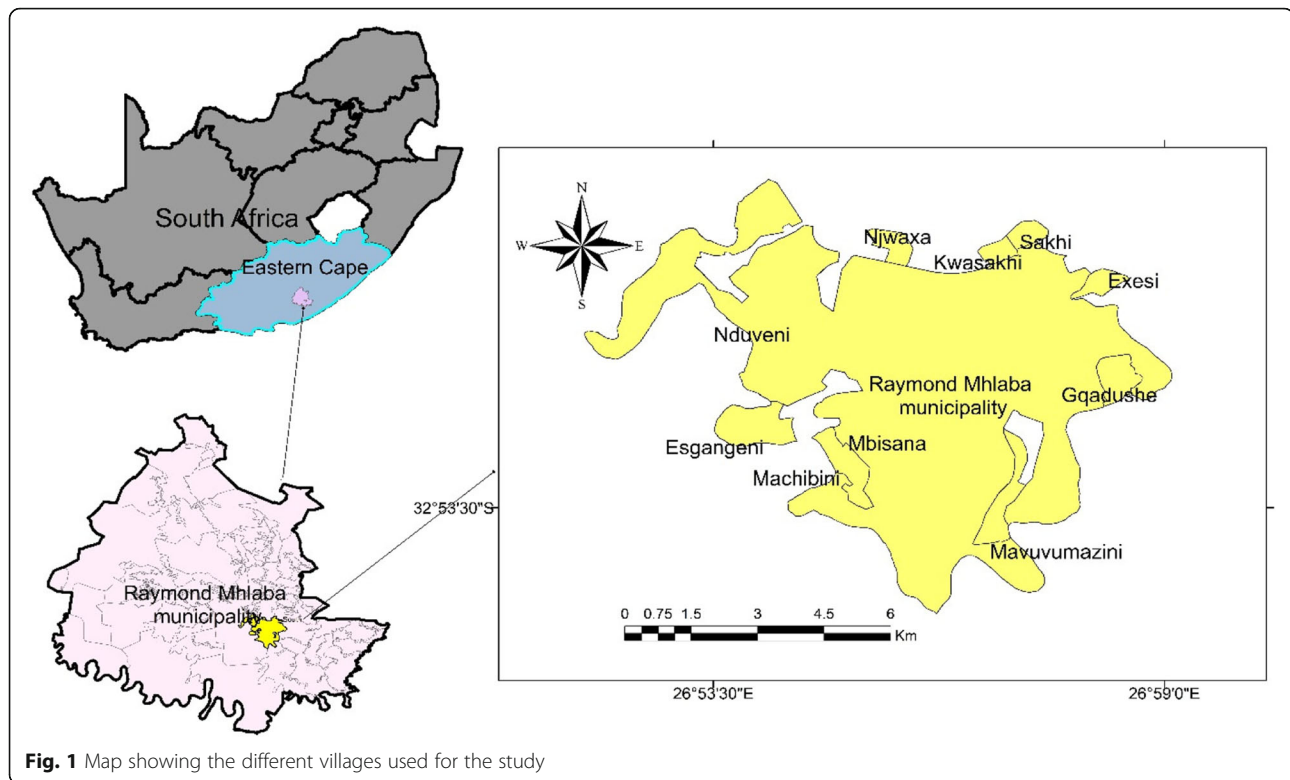 South Africa
Eastern Cape
Raymond Mhlaba
municipality
N
W
E
S
Njwaxa
Sakhi
Kwasakhi
Exesi
Nduveni
Raymond Mhlaba
municipality
Gqadushe
Esgangeni
Mbisana
Machibini
32°53'30"S
Mavuvumazini
0 0.75 1.5 3 4.5 6
Km
26°53'30"E
26°59'0"E
Fig. 1 Map showing the different villages used for the study